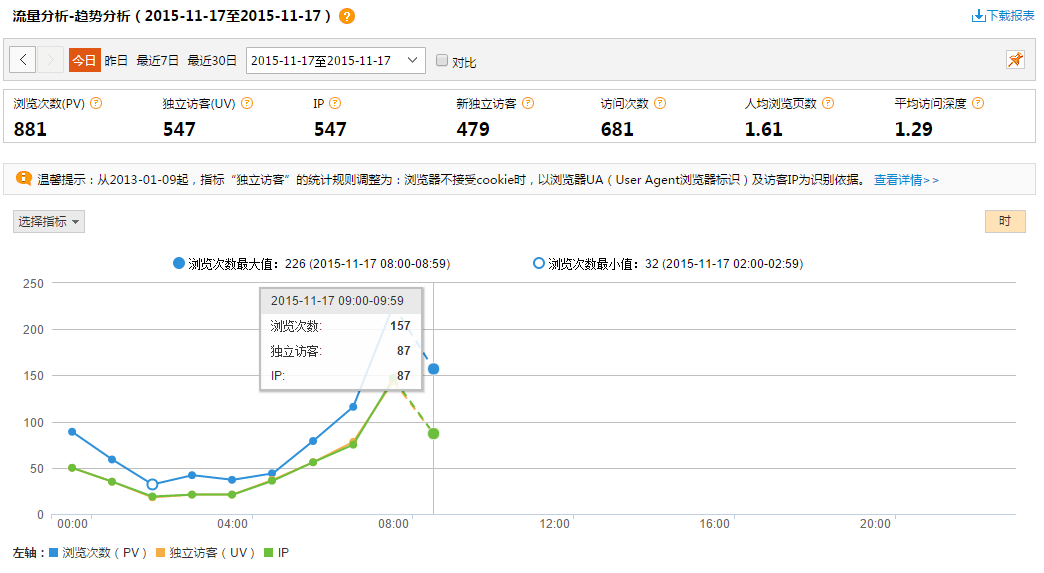 流量分析-趋势分析（2015-11-17至2015-11-17）
下载报表
今日 昨日 最近7日 最近30日 2015-11-17至2015-11-17 对比
浏览次数(PV) 独立访客(UV) IP 新独立访客 访问次数 人均浏览页数 平均访问深度
881 547 547 479 681 1.61 1.29
温馨提示：从2013-01-09起，指标“独立访客”的统计规则调整为：浏览器不接受cookie时，以浏览器UA（User Agent浏览器标识）及访客IP为识别依据。 查看详情>>
选择指标 时
浏览次数最大值: 226 (2015-11-17 08:00-08:59) 浏览次数最小值: 32 (2015-11-17 02:00-02:59)
250
2015-11-17 09:00-09:59
200
浏览次数: 157
独立访客: 87
150
IP: 87
100
50
0
00:00 04:00 08:00 12:00 16:00 20:00
左轴：浏览次数（PV） 独立访客（UV） IP